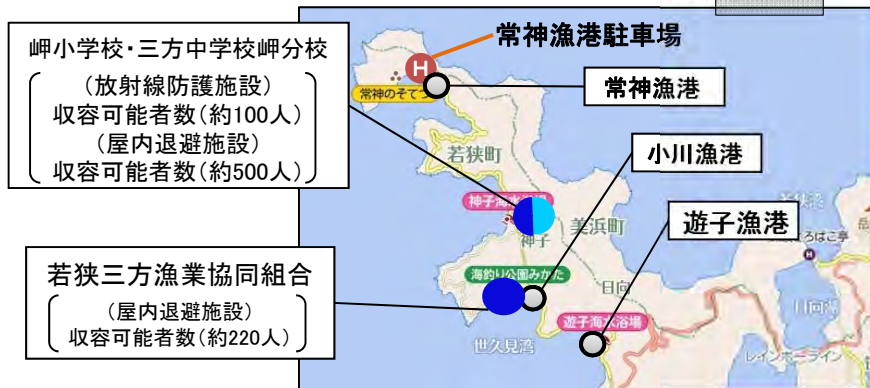 岬小学校・三方中学校岬分校
(放射線防護施設)
収容可能者数(約100人)
(屋内退避施設)
収容可能者数(約500人)
若狭三方漁業協同組合
(屋内退避施設)
収容可能者数(約220人)
H
常神漁港駐車場
常神漁港
小川漁港
遊子漁港
常神のそてつ
若狭町
神子海水浴場
神子
美浜町
海釣り公園みかた
日向
遊子海水浴場
世久見湾
日向湖
レインボーライン
H